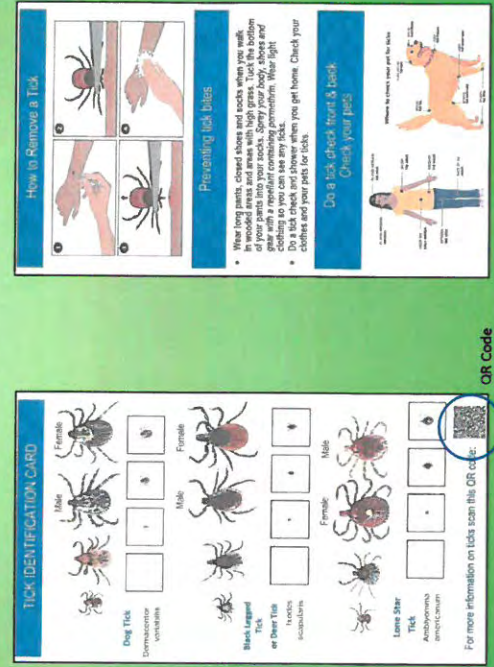 TICK IDENTIFICATION CARD
Male
Female
Dog Tick
Dermacentor
variabilis
Male
Female
Black Legged
Tick
or Deer Tick
Ixodes
scapularis
Female
Male
Lone Star
Tick
Amblyomma
americanum
For more information on ticks scan this QR code:
QR Code
How to Remove a Tick
1
2
3
4
Preventing tick bites
• Wear long pants, closed shoes and socks when you walk
in wooded areas and areas with high grass. Tuck the bottom
of your pants into your socks. Spray your body, shoes and
gear with a repellant containing permethrin. Wear light
clothing so you can see any ticks.
• Do a tick check and shower when you get home. Check your
clothes and your pets for ticks.
Do a tick check front & back.
Check your pets
Where to check your pet for ticks